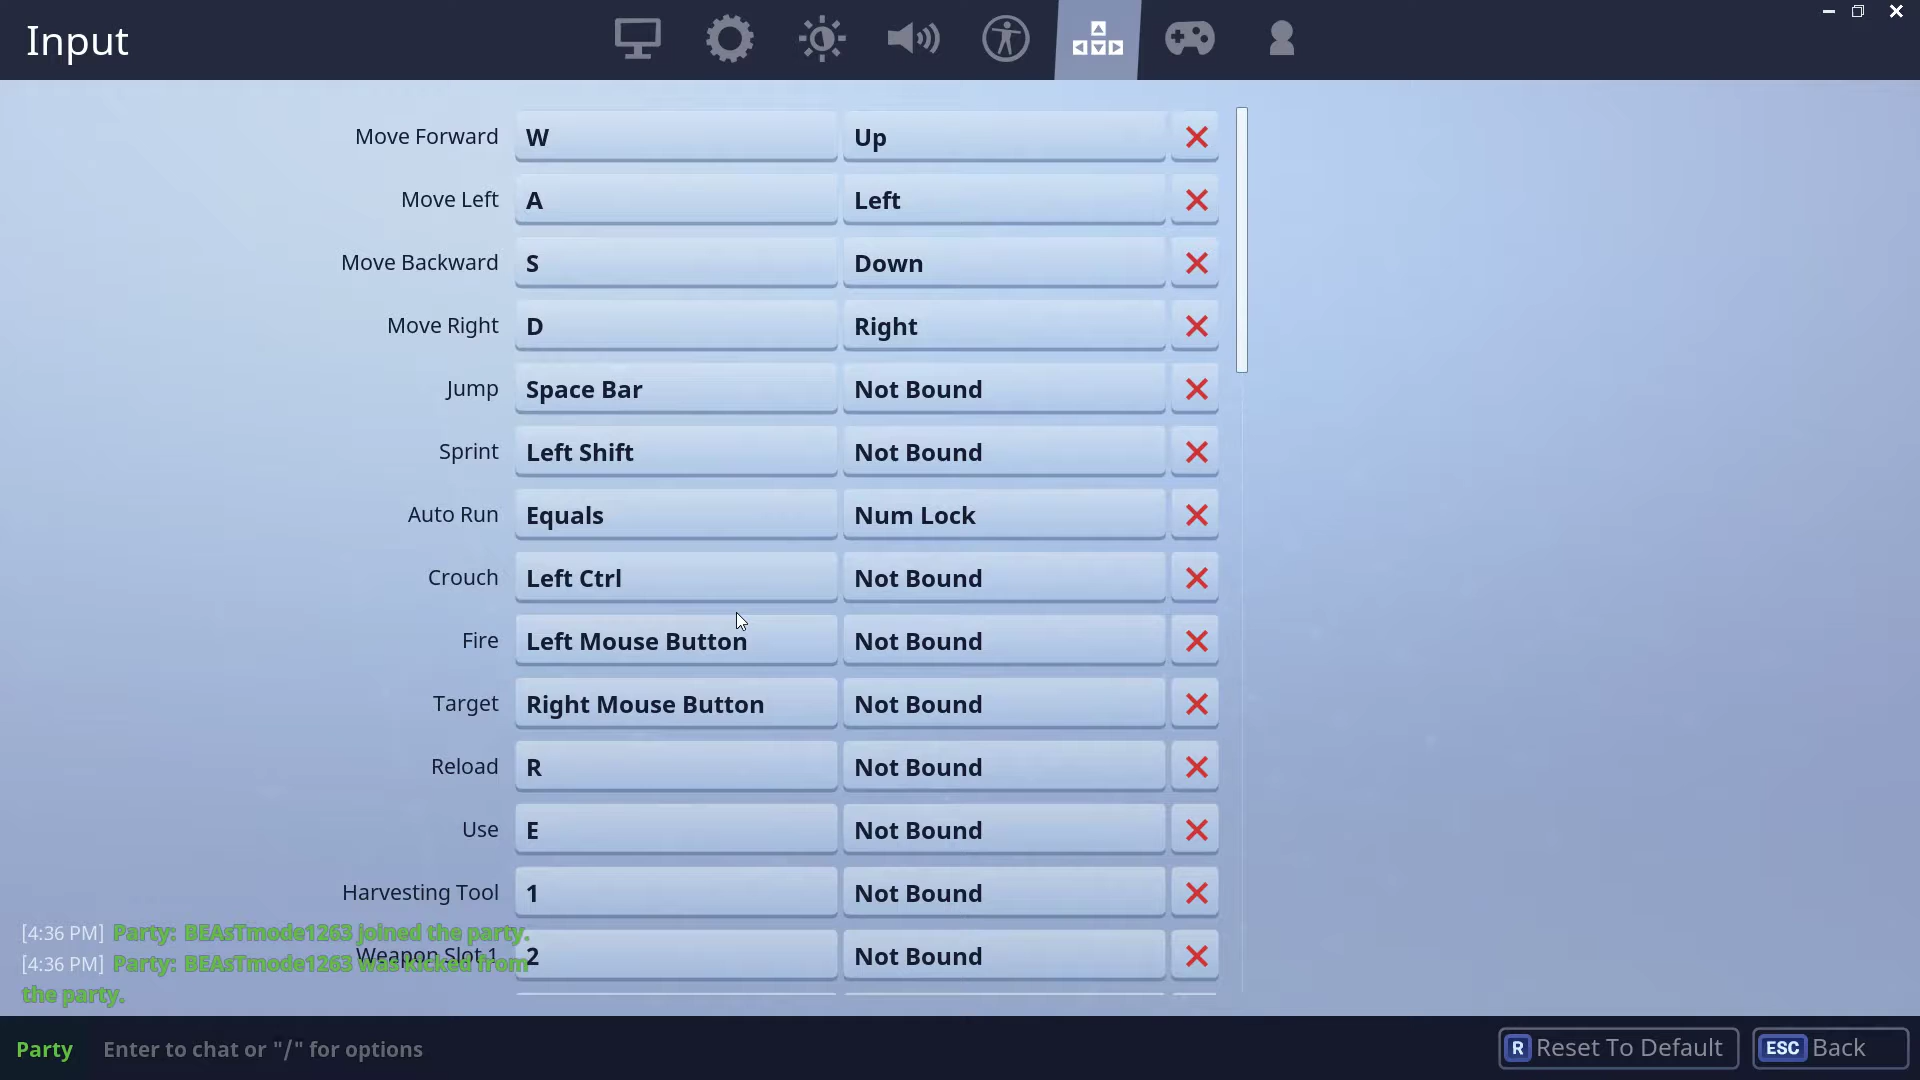 Input
Move Forward W Up
Move Left A Left
Move Backward S Down
Move Right D Right
Jump Space Bar Not Bound
Sprint Left Shift Not Bound
Auto Run Equals Num Lock
Crouch Left Ctrl Not Bound
Fire Left Mouse Button Not Bound
Target Right Mouse Button Not Bound
Reload R Not Bound
Use E Not Bound
Harvesting Tool 1 Not Bound
Weapon Slot 1 2 Not Bound
[4:36 PM] Party: BEAsTmode1263 joined the party.
[4:36 PM] Party: BEAsTmode1263 was kicked from
the party.
Party Enter to chat or "/" for options
R Reset To Default ESC Back